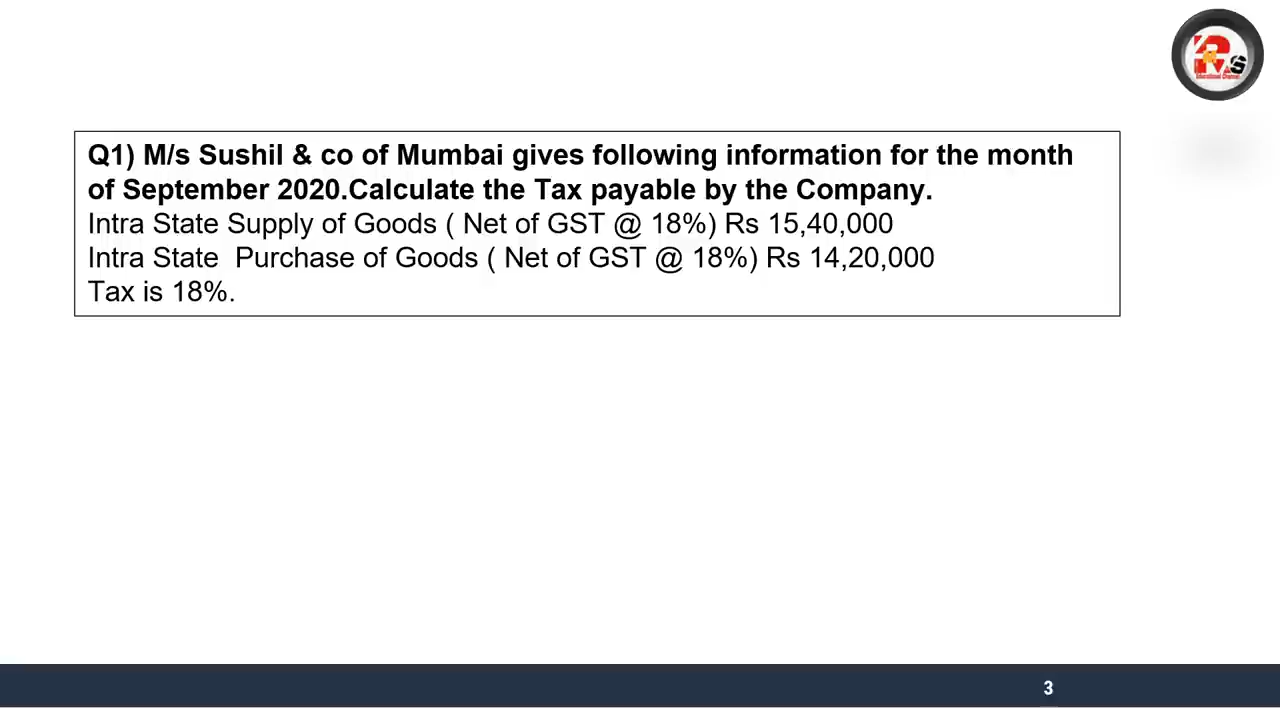 Q1) M/s Sushil & co of Mumbai gives following information for the month
of September 2020.Calculate the Tax payable by the Company.
Intra State Supply of Goods ( Net of GST @ 18%) Rs 15,40,000
Intra State  Purchase of Goods ( Net of GST @ 18%) Rs 14,20,000
Tax is 18%.
3